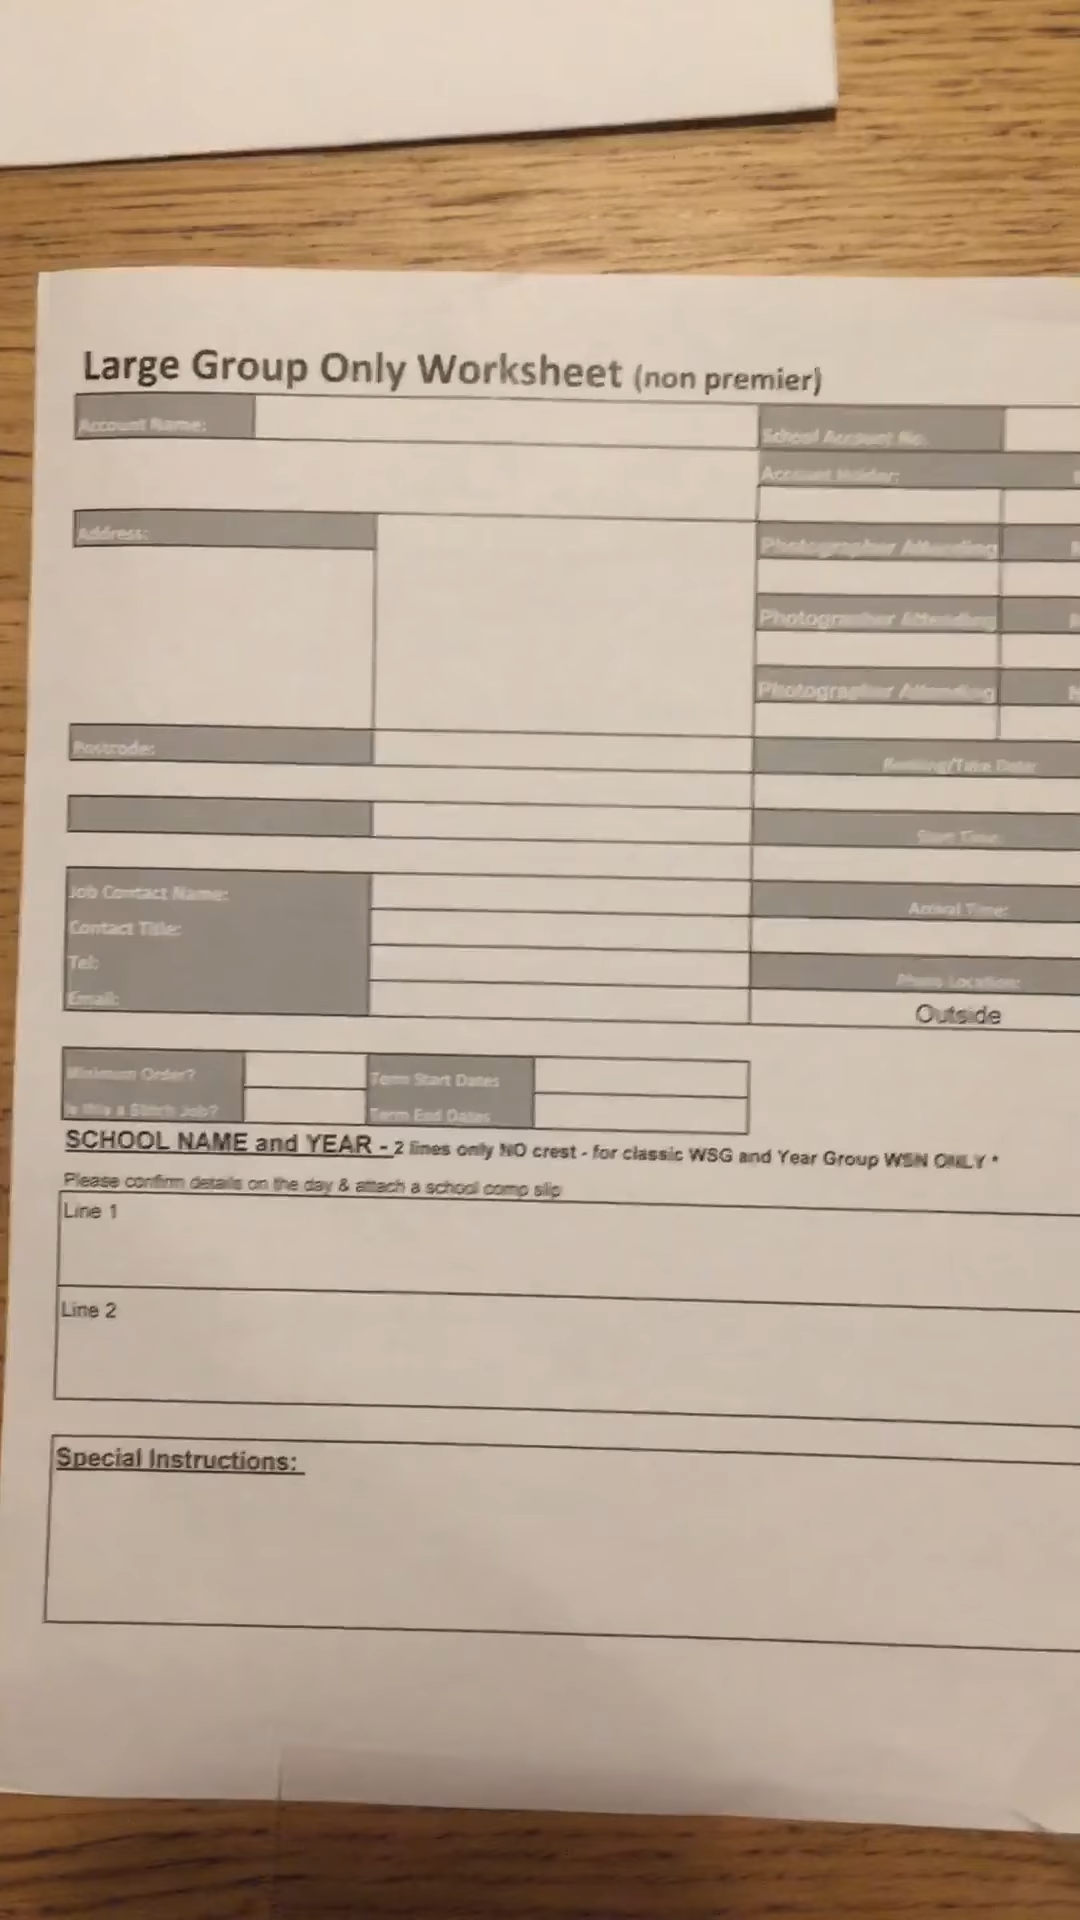 Large Group Only Worksheet (non premier)
Account Name:
School Account No.
Account Holder:
Address:
Photographer Attending
Photographer Attending
Photographer Attending
Postcode:
Booking/Take Date:
Start Time:
Job Contact Name:
Arrival Time:
Contact Title:
Tel:
Photo Location:
Email:
Outside
Minimum Order?
Term Start Dates
Is this a Stitch Job?
Term End Dates
SCHOOL NAME and YEAR - 2 lines only NO crest - for classic WSG and Year Group WSN ONLY *
Please confirm details on the day & attach a school comp slip
Line 1
Line 2
Special Instructions: